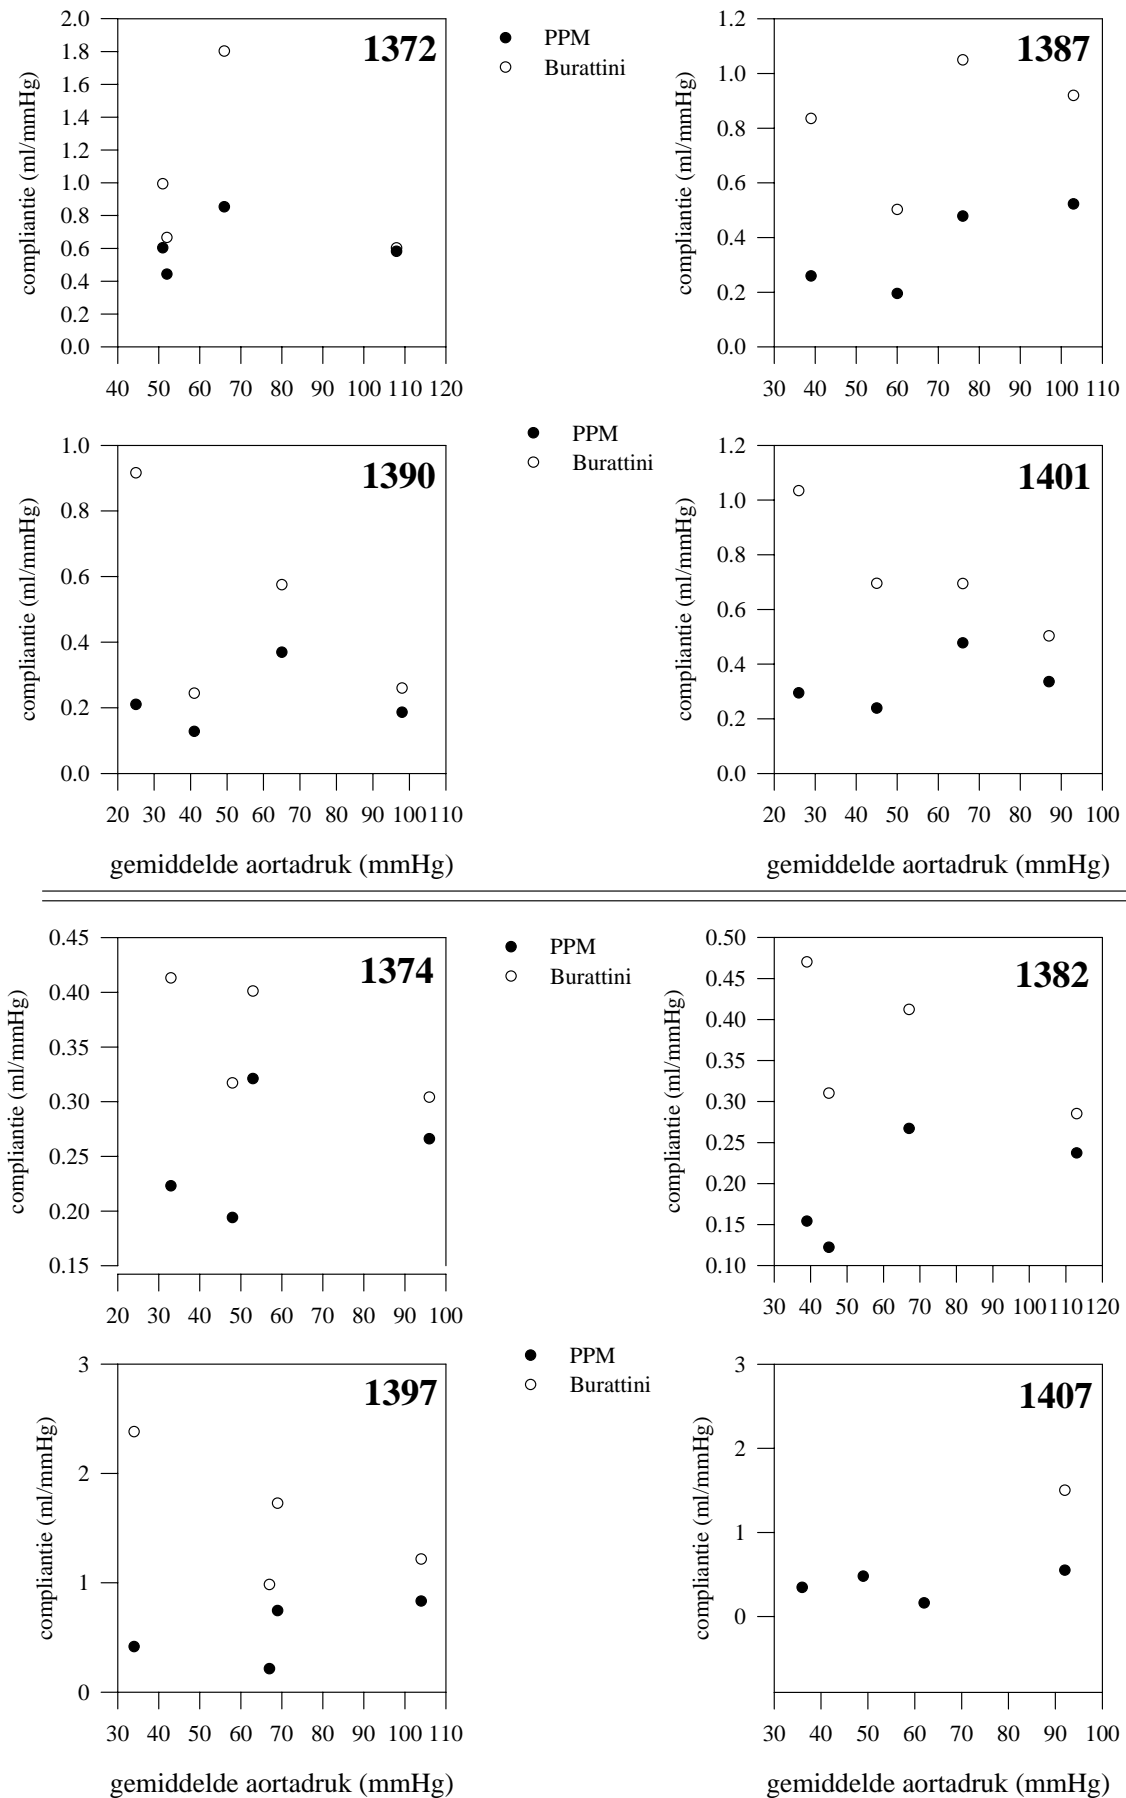 1372
compliantie (ml/mmHg)
2.0
1.8
1.6
1.4
1.2
1.0
0.8
0.6
0.4
0.2
0.0
40 50 60 70 80 90 100 110 120
PPM
Burattini
1387
compliantie (ml/mmHg)
1.2
1.0
0.8
0.6
0.4
0.2
0.0
30 40 50 60 70 80 90 100 110
1390
compliantie (ml/mmHg)
1.0
0.8
0.6
0.4
0.2
0.0
20 30 40 50 60 70 80 90 100 110
gemiddelde aortadruk (mmHg)
PPM
Burattini
1401
compliantie (ml/mmHg)
1.2
1.0
0.8
0.6
0.4
0.2
0.0
20 30 40 50 60 70 80 90 100
gemiddelde aortadruk (mmHg)
1374
compliantie (ml/mmHg)
0.45
0.40
0.35
0.30
0.25
0.20
0.15
20 30 40 50 60 70 80 90 100
PPM
Burattini
1382
compliantie (ml/mmHg)
0.50
0.45
0.40
0.35
0.30
0.25
0.20
0.15
0.10
30 40 50 60 70 80 90 100 110 120
1397
compliantie (ml/mmHg)
3
2
1
0
30 40 50 60 70 80 90 100 110
gemiddelde aortadruk (mmHg)
PPM
Burattini
1407
compliantie (ml/mmHg)
3
2
1
0
30 40 50 60 70 80 90 100
gemiddelde aortadruk (mmHg)